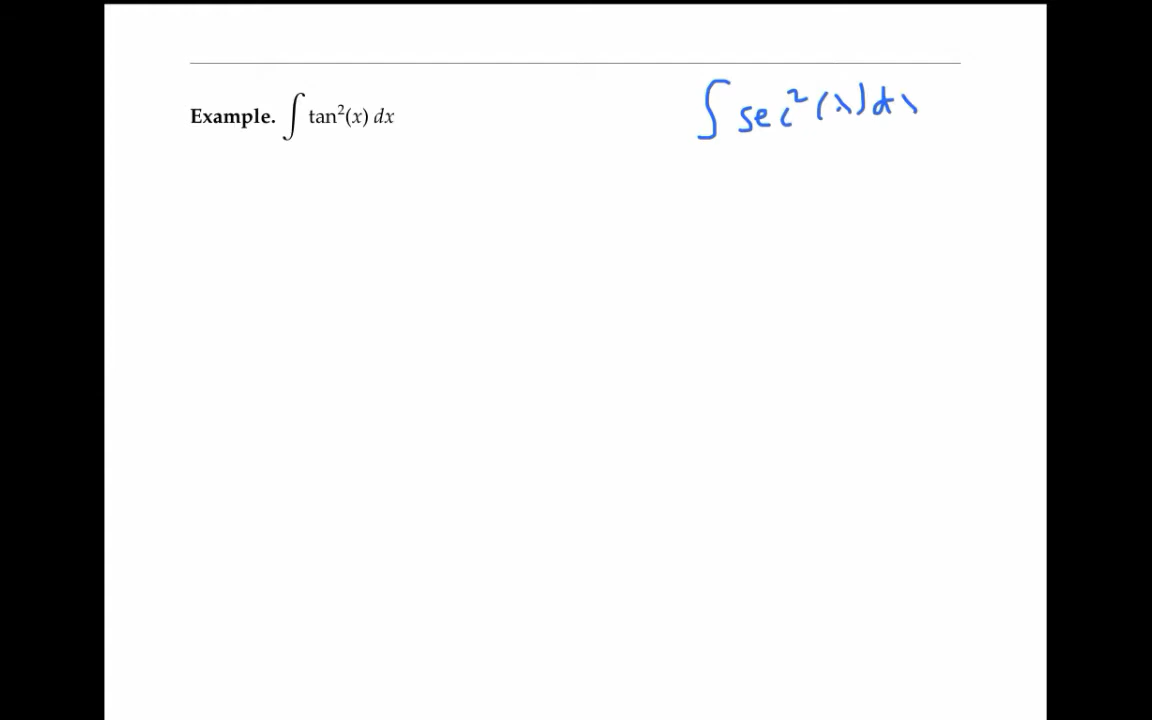 Example. ∫ tan²(x) dx
∫ sec²(x) dx